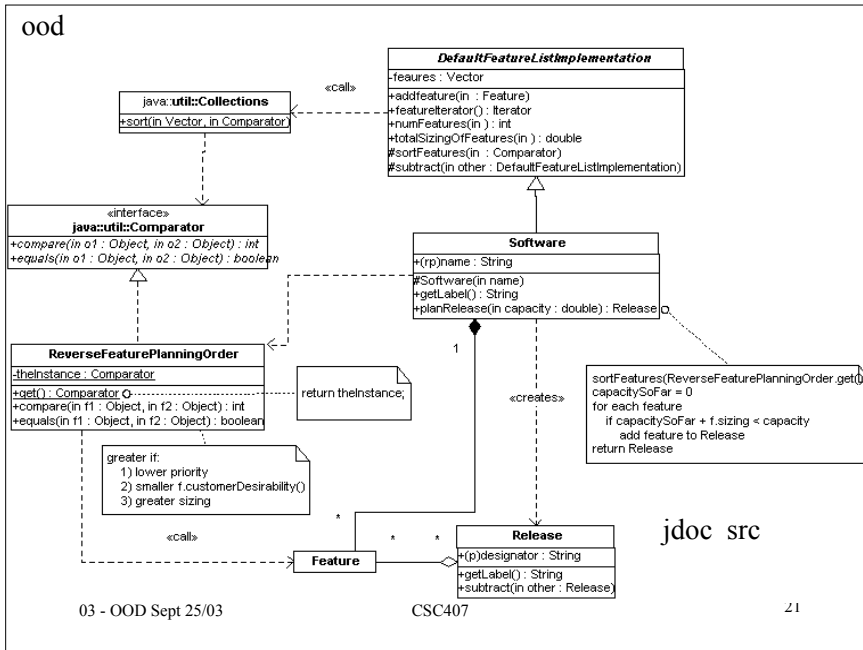 ood
DefaultFeatureListImplementation
-feaures : Vector
+addfeature(in : Feature)
+featureIterator() : Iterator
+numFeatures(in ) : int
+totalSizingOfFeatures(in ) : double
#sortFeatures(in : Comparator)
#subtract(in other : DefaultFeatureListImplementation)
«call»
java::util::Collections
+sort(in Vector, in Comparator)
«interface»
java::util::Comparator
+compare(in o1 : Object, in o2 : Object) : int
+equals(in o1 : Object, in o2 : Object) : boolean
Software
+(rp)name : String
#Software(in name)
+getLabel() : String
+planRelease(in capacity : double) : Release
ReverseFeaturePlanningOrder
-theInstance : Comparator
+get() : Comparator
+compare(in f1 : Object, in f2 : Object) : int
+equals(in f1 : Object, in f2 : Object) : boolean
return theInstance;
1
«creates»
sortFeatures(ReverseFeaturePlanningOrder.get()
capacitySoFar = 0
for each feature
if capacitySoFar + f.sizing < capacity
add feature to Release
return Release
greater if:
1) lower priority
2) smaller f.customerDesirability()
3) greater sizing
«call»
*
*
*
Feature
Release
+(p)designator : String
+getLabel() : String
+subtract(in other : Release)
jdoc src
03 - OOD Sept 25/03
CSC407
21